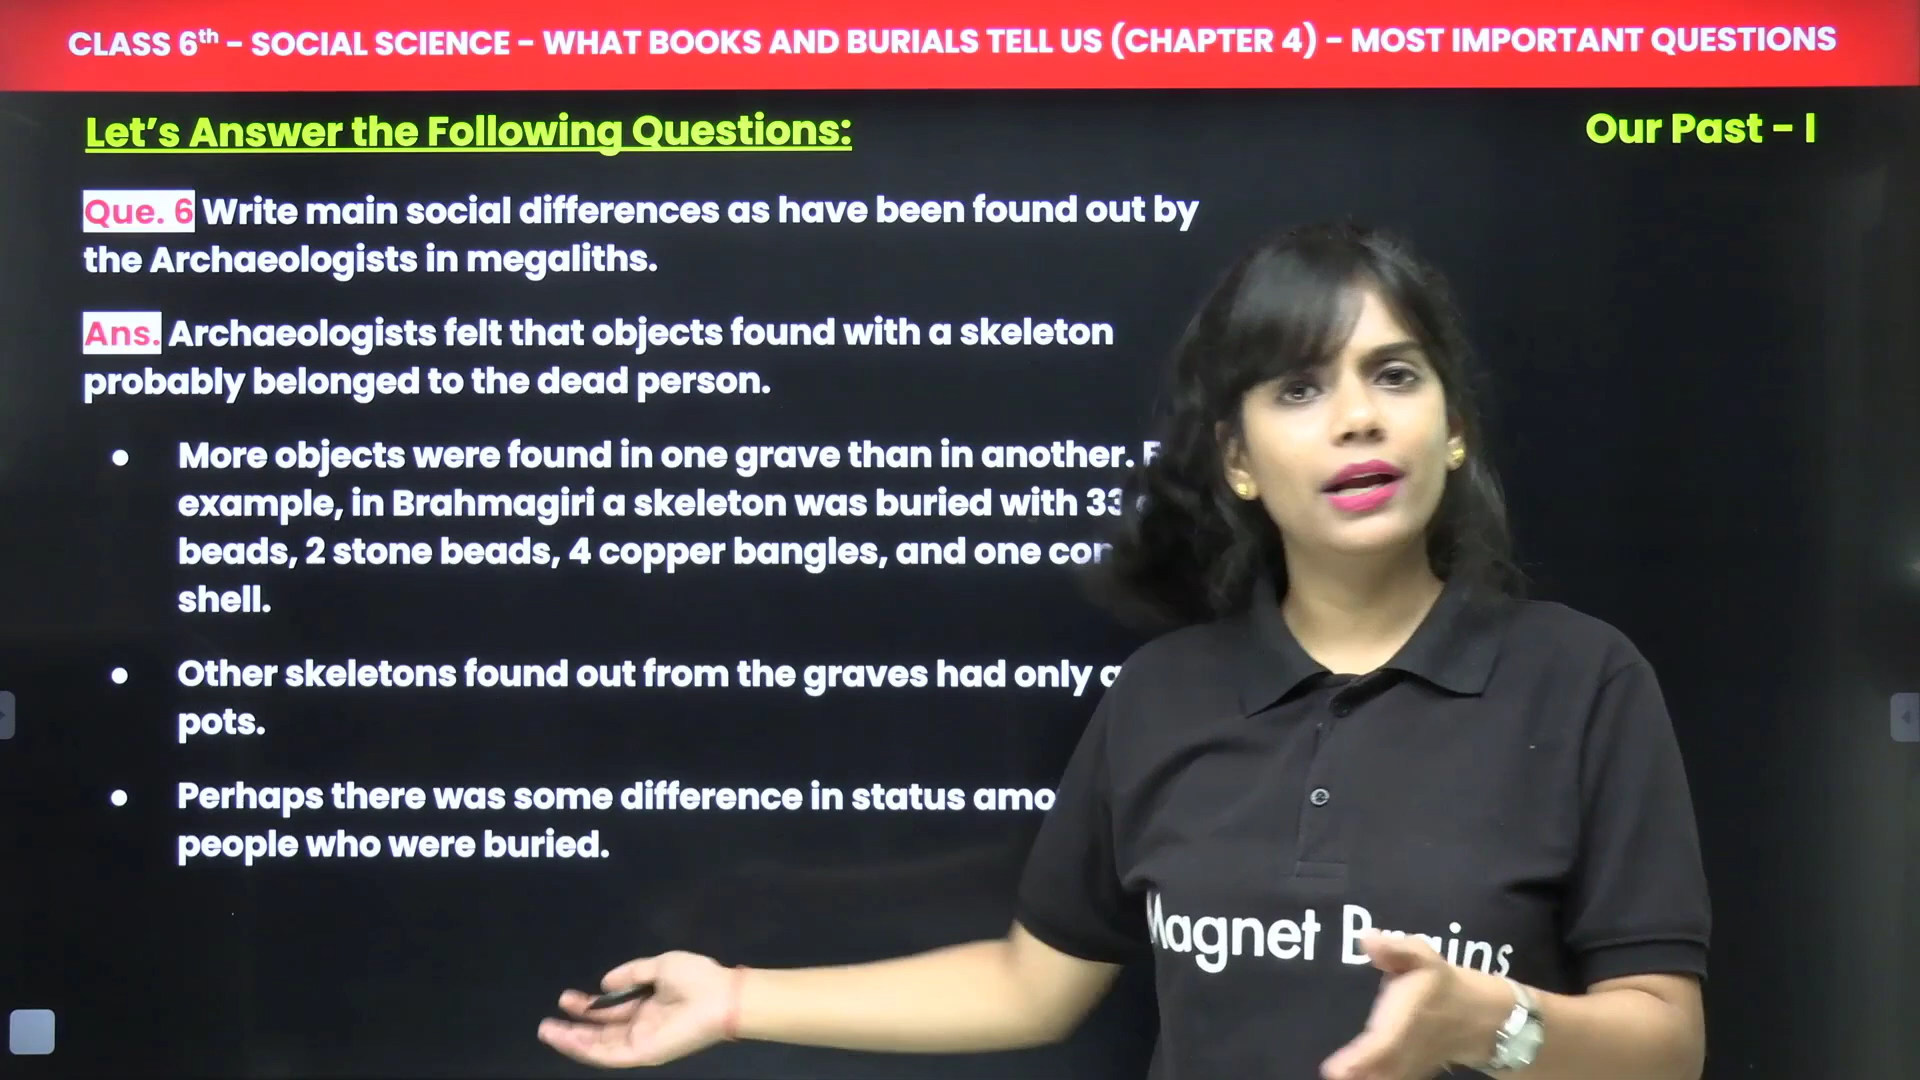 CLASS 6th - SOCIAL SCIENCE - WHAT BOOKS AND BURIALS TELL US (CHAPTER 4) - MOST IMPORTANT QUESTIONS
Let's Answer the Following Questions:
Our Past - I
Que. 6 Write main social differences as have been found out by
the Archaeologists in megaliths.
Ans. Archaeologists felt that objects found with a skeleton
probably belonged to the dead person.
● More objects were found in one grave than in another.
example, in Brahmagiri a skeleton was buried with 33
beads, 2 stone beads, 4 copper bangles, and one
shell.
● Other skeletons found out from the graves had only
pots.
● Perhaps there was some difference in status
people who were buried.
Magnet Brains